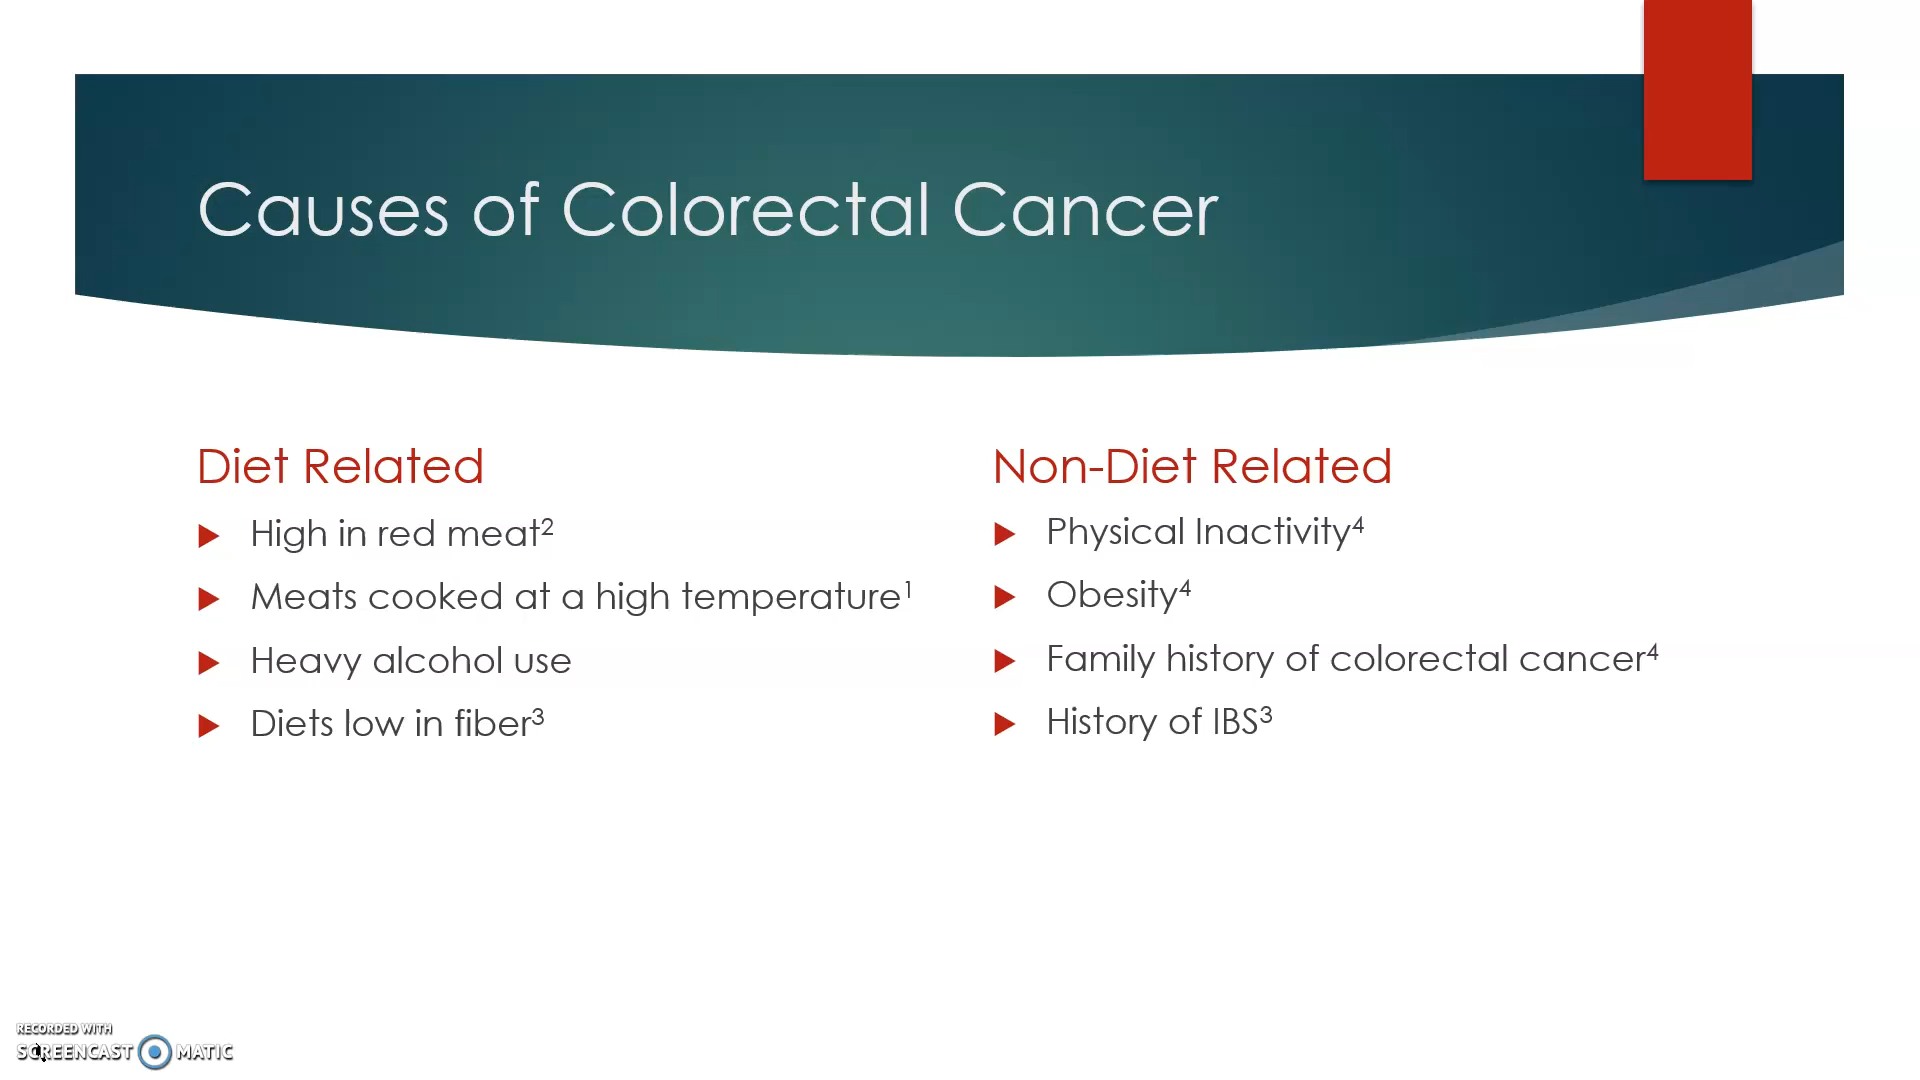 Causes of Colorectal Cancer
Diet Related
High in red meat²
Meats cooked at a high temperature¹
Heavy alcohol use
Diets low in fiber³
Non-Diet Related
Physical Inactivity⁴
Obesity⁴
Family history of colorectal cancer⁴
History of IBS³
RECORDED WITH
SCREENCAST MATIC